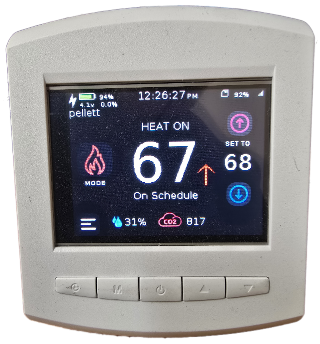 94% 12:26:27 PM 92%
4.1v 0.0%
pellett
HEAT ON
SET TO
67 68
MODE
On Schedule
31% CO2 817
M